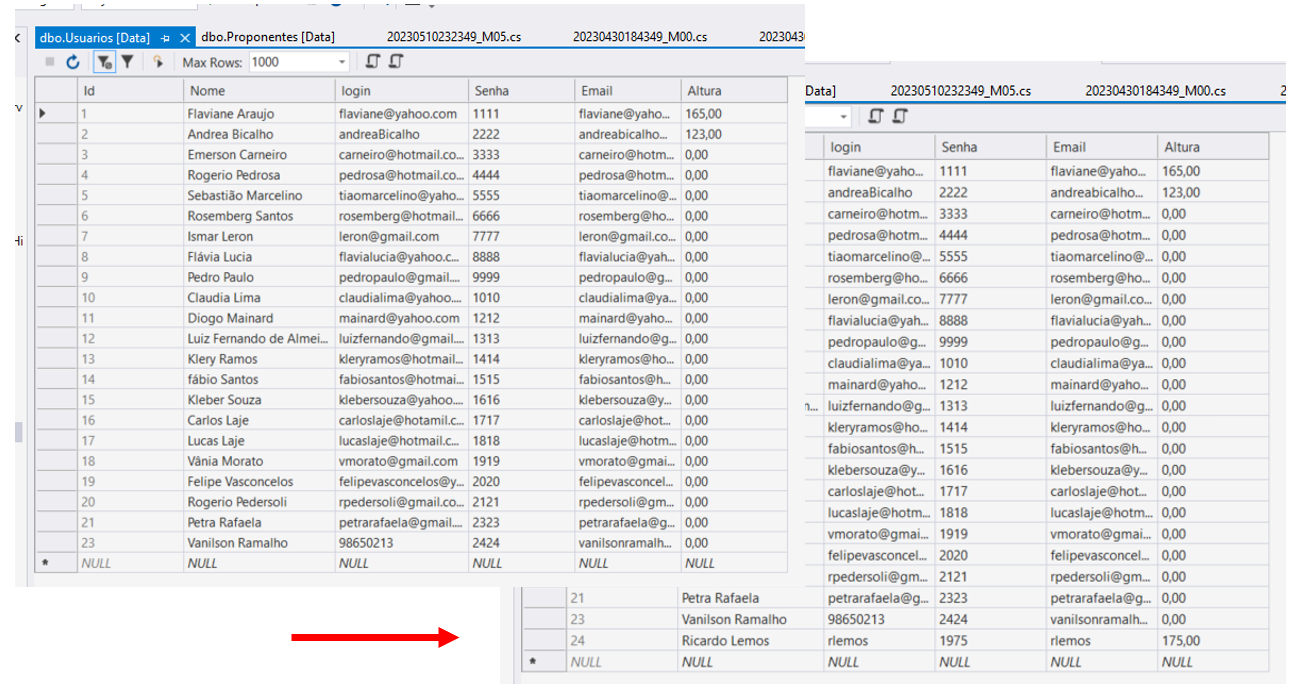 dbo.Usuarios [Data] dbo.Proponentes [Data] 20230510232349_M05.cs 20230430184349_M00.cs 2023043
Max Rows: 1000
Id Nome login Senha Email Altura
1 Flaviane Araujo flaviane@yahoo.com 1111 flaviane@yaho... 165,00
2 Andrea Bicalho andreaBicalho 2222 andreabicalho... 123,00
3 Emerson Carneiro carneiro@hotmail.co... 3333 carneiro@hotm... 0,00
4 Rogerio Pedrosa pedrosa@hotmail.co... 4444 pedrosa@hotm... 0,00
5 Sebastião Marcelino tiaomarcelino@yaho... 5555 tiaomarcelino@... 0,00
6 Rosemberg Santos rosemberg@hotmail... 6666 rosemberg@ho... 0,00
7 Ismar Leron leron@gmail.com 7777 leron@gmail.co... 0,00
8 Flávia Lucia flavialucia@yahoo.c... 8888 flavialucia@yah... 0,00
9 Pedro Paulo pedropaulo@gmail.... 9999 pedropaulo@g... 0,00
10 Claudia Lima claudialima@yahoo.... 1010 claudialima@ya... 0,00
11 Diogo Mainard mainard@yahoo.com 1212 mainard@yaho... 0,00
12 Luiz Fernando de Almei... luizfernando@gmail.... 1313 luizfernando@g... 0,00
13 Klery Ramos kleryramos@hotmail... 1414 kleryramos@ho... 0,00
14 fábio Santos fabiosantos@hotmai... 1515 fabiosantos@h... 0,00
15 Kleber Souza klebersouza@yahoo.... 1616 klebersouza@y... 0,00
16 Carlos Laje carloslaje@hotamil.c... 1717 carloslaje@hot... 0,00
17 Lucas Laje lucaslaje@hotmail.c... 1818 lucaslaje@hotm... 0,00
18 Vânia Morato vmorato@gmail.com 1919 vmorato@gmai... 0,00
19 Felipe Vasconcelos felipevasconcelos@y... 2020 felipevasconcel... 0,00
20 Rogerio Pedersoli rpedersoli@gmail.co... 2121 rpedersoli@gm... 0,00
21 Petra Rafaela petrarafaela@gmail.... 2323 petrarafaela@g... 0,00
23 Vanilson Ramalho 98650213 2424 vanilsonramalh... 0,00
NULL NULL NULL NULL NULL NULL
Data] 20230510232349_M05.cs 20230430184349_M00.cs 2
login Senha Email Altura
flaviane@yaho... 1111 flaviane@yaho... 165,00
andreaBicalho 2222 andreabicalho... 123,00
carneiro@hotm... 3333 carneiro@hotm... 0,00
pedrosa@hotm... 4444 pedrosa@hotm... 0,00
tiaomarcelino@... 5555 tiaomarcelino@... 0,00
rosemberg@ho... 6666 rosemberg@ho... 0,00
leron@gmail.co... 7777 leron@gmail.co... 0,00
flavialucia@yah... 8888 flavialucia@yah... 0,00
pedropaulo@g... 9999 pedropaulo@g... 0,00
claudialima@ya... 1010 claudialima@ya... 0,00
mainard@yaho... 1212 mainard@yaho... 0,00
luizfernando@g... 1313 luizfernando@g... 0,00
kleryramos@ho... 1414 kleryramos@ho... 0,00
fabiosantos@h... 1515 fabiosantos@h... 0,00
klebersouza@y... 1616 klebersouza@y... 0,00
carloslaje@hot... 1717 carloslaje@hot... 0,00
lucaslaje@hotm... 1818 lucaslaje@hotm... 0,00
vmorato@gmai... 1919 vmorato@gmai... 0,00
felipevasconcel... 2020 felipevasconcel... 0,00
rpedersoli@gm... 2121 rpedersoli@gm... 0,00
21 Petra Rafaela petrarafaela@g... 2323 petrarafaela@g... 0,00
23 Vanilson Ramalho 98650213 2424 vanilsonramalh... 0,00
24 Ricardo Lemos rlemos 1975 rlemos 175,00
NULL NULL NULL NULL NULL NULL